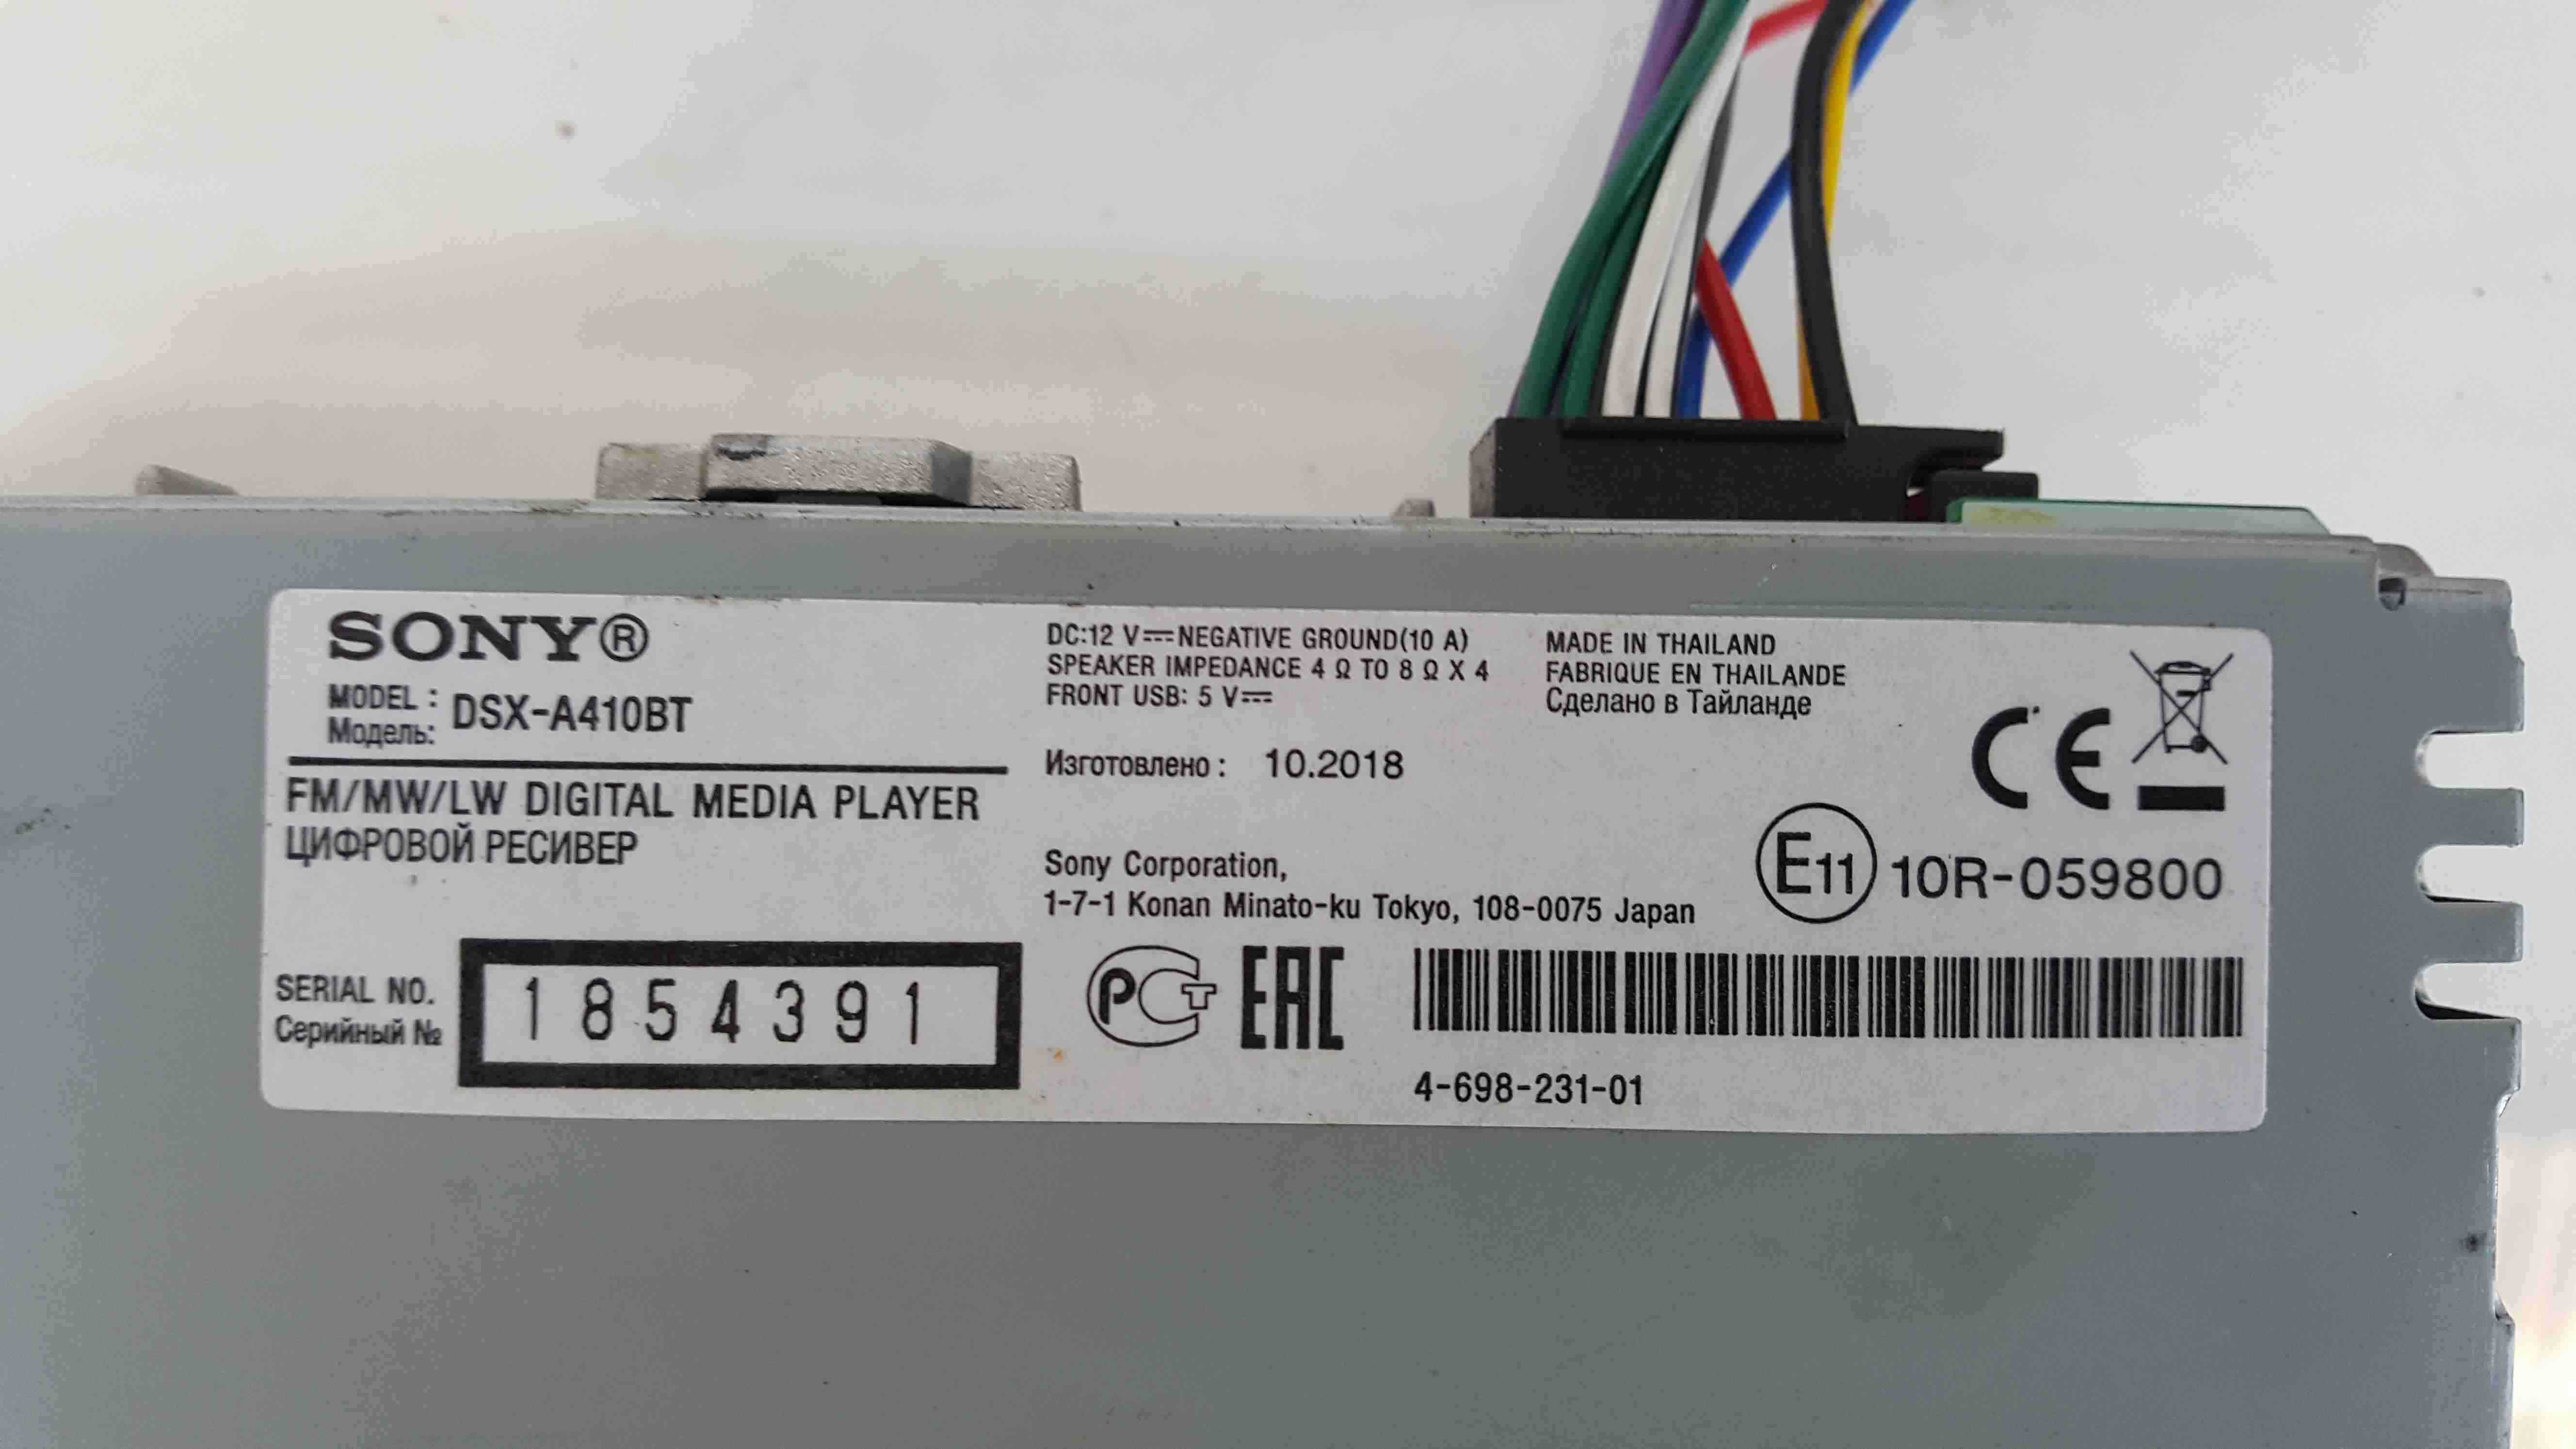 SONY®
MODEL : DSX-A410BT
Модель:
FM/MW/LW DIGITAL MEDIA PLAYER
ЦИФРОВОЙ РЕСИВЕР
SERIAL NO. 1854391
Серийный №
DC:12 V⎓NEGATIVE GROUND(10 A)
SPEAKER IMPEDANCE 4 Ω TO 8 Ω X 4
FRONT USB: 5 V⎓
Изготовлено : 10.2018
Sony Corporation,
1-7-1 Konan Minato-ku Tokyo, 108-0075 Japan
MADE IN THAILAND
FABRIQUE EN THAILANDE
Сделано в Тайланде
CE
E11 10R-059800
РСТ EAC
4-698-231-01